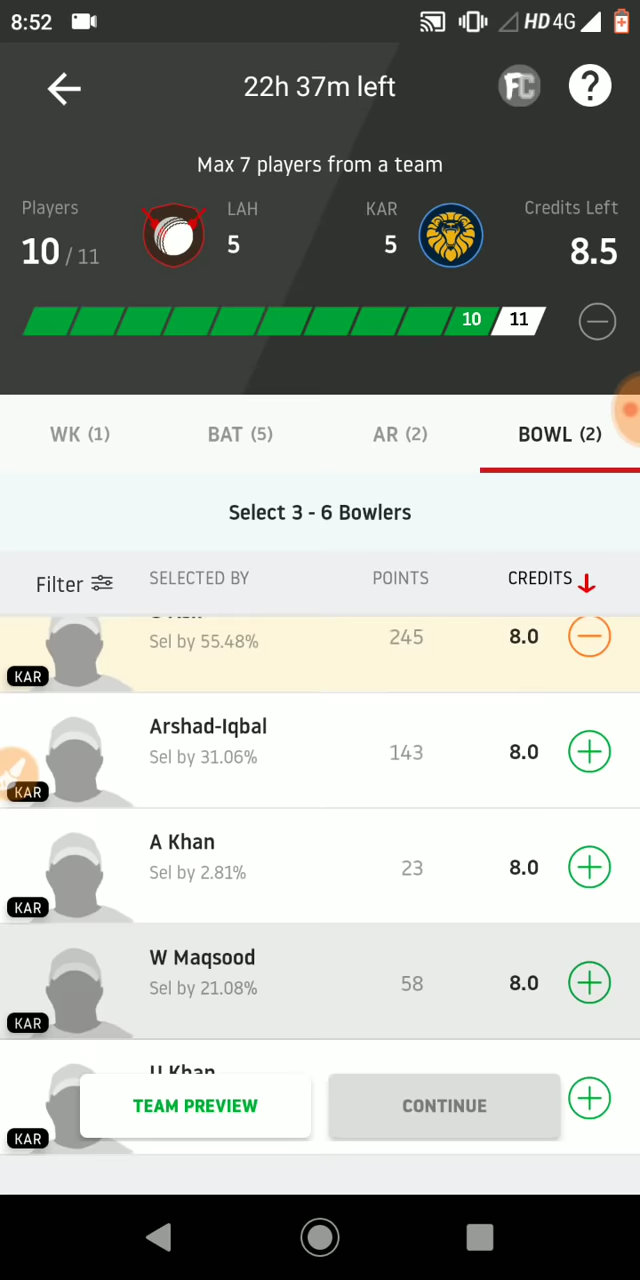 8:52 HD 4G
22h 37m left FC ?
Max 7 players from a team
Players LAH KAR Credits Left
10 / 11 5 5 8.5
10 11
WK (1) BAT (5) AR (2) BOWL (2)
Select 3 - 6 Bowlers
Filter SELECTED BY POINTS CREDITS
Sel by 55.48% 245 8.0
KAR
Arshad-Iqbal
Sel by 31.06% 143 8.0
KAR
A Khan
Sel by 2.81% 23 8.0
KAR
W Maqsood
Sel by 21.08% 58 8.0
KAR
Khan
TEAM PREVIEW CONTINUE
KAR